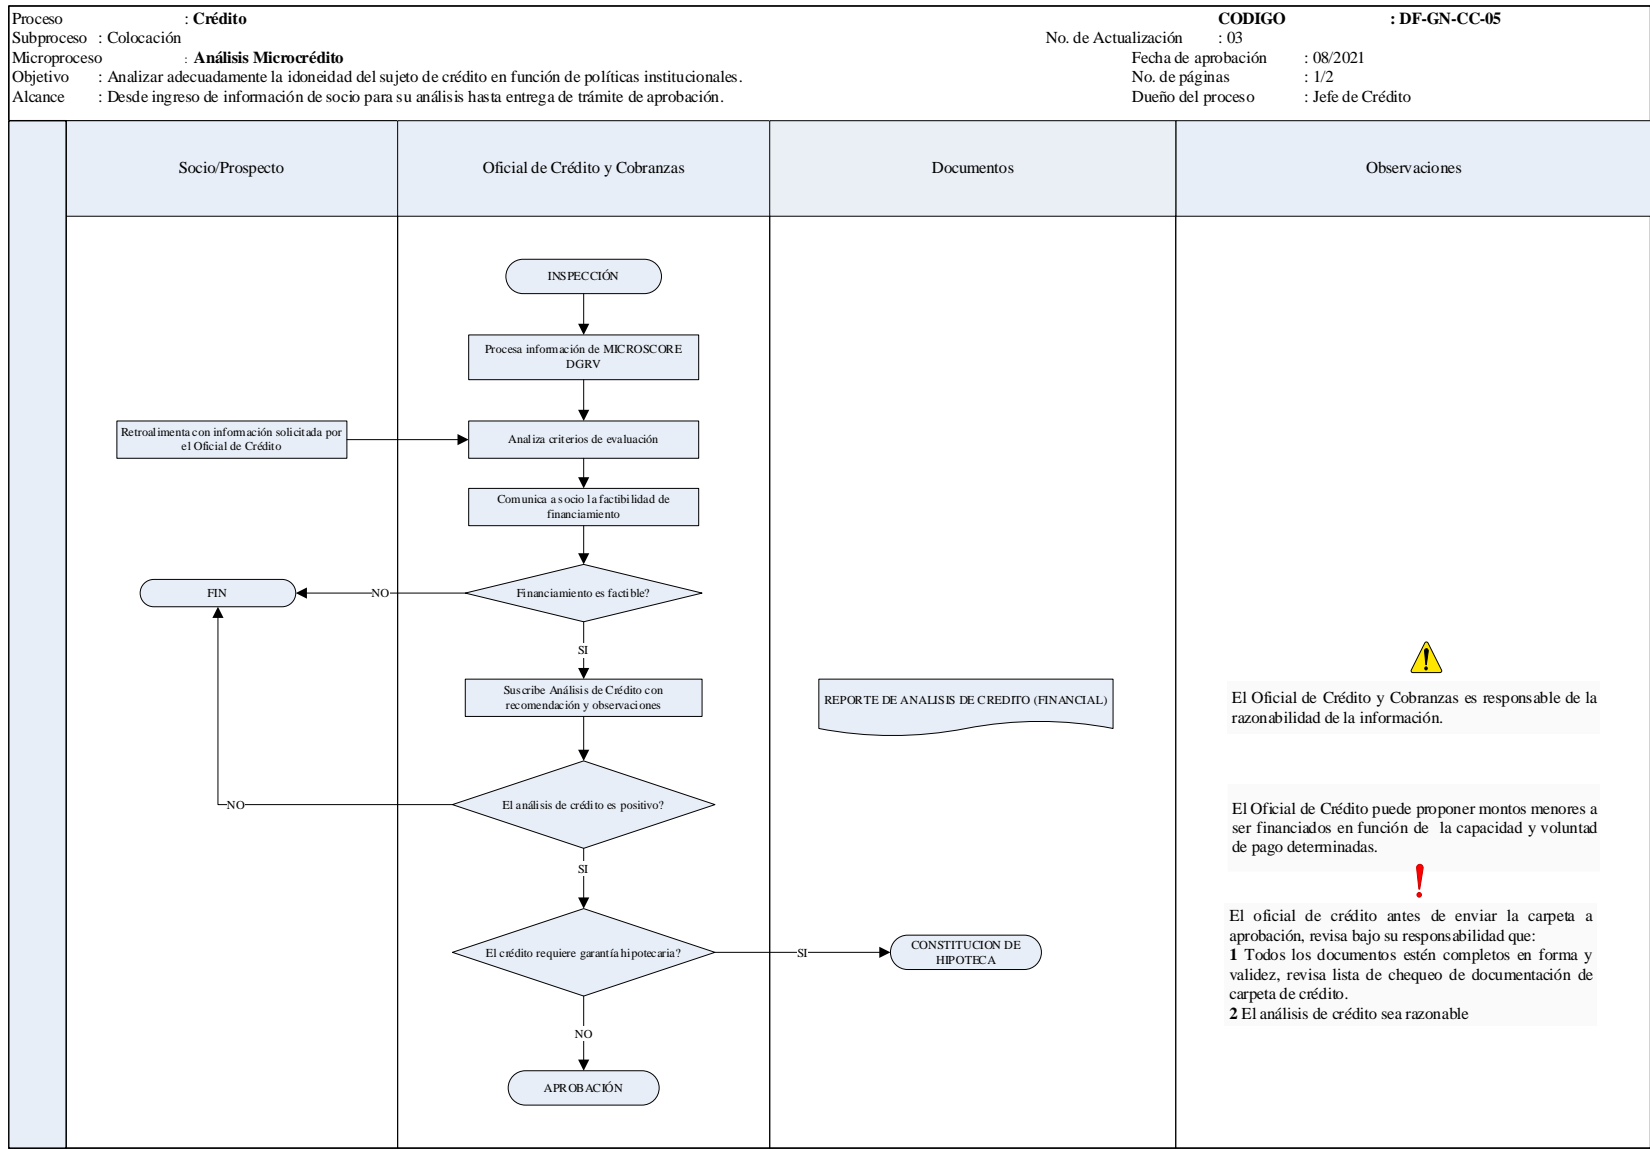 Proceso : Crédito
Subproceso : Colocación
Microproceso : Análisis Microcrédito
Objetivo : Analizar adecuadamente la idoneidad del sujeto de crédito en función de políticas institucionales.
Alcance : Desde ingreso de información de socio para su análisis hasta entrega de trámite de aprobación.
CODIGO : DF-GN-CC-05
No. de Actualización : 03
Fecha de aprobación : 08/2021
No. de páginas : 1/2
Dueño del proceso : Jefe de Crédito
Socio/Prospecto
Oficial de Crédito y Cobranzas
Documentos
Observaciones
INSPECCIÓN
Procesa información de MICROSCORE
DGRV
Retroalimenta con información solicitada por
el Oficial de Crédito
Analiza criterios de evaluación
Comunica a socio la factibilidad de
financiamiento
FIN
NO
Financiamiento es factible?
SI
Suscribe Análisis de Crédito con
recomendación y observaciones
REPORTE DE ANALISIS DE CREDITO (FINANCIAL)
El Oficial de Crédito y Cobranzas es responsable de la
razonabilidad de la información.
NO
El análisis de crédito es positivo?
El Oficial de Crédito puede proponer montos menores a
ser financiados en función de la capacidad y voluntad
de pago determinadas.
SI
El crédito requiere garantía hipotecaria?
SI
CONSTITUCION DE
HIPOTECA
El oficial de crédito antes de enviar la carpeta a
aprobación, revisa bajo su responsabilidad que:
1 Todos los documentos estén completos en forma y
validez, revisa lista de chequeo de documentación de
carpeta de crédito.
2 El análisis de crédito sea razonable
NO
APROBACIÓN